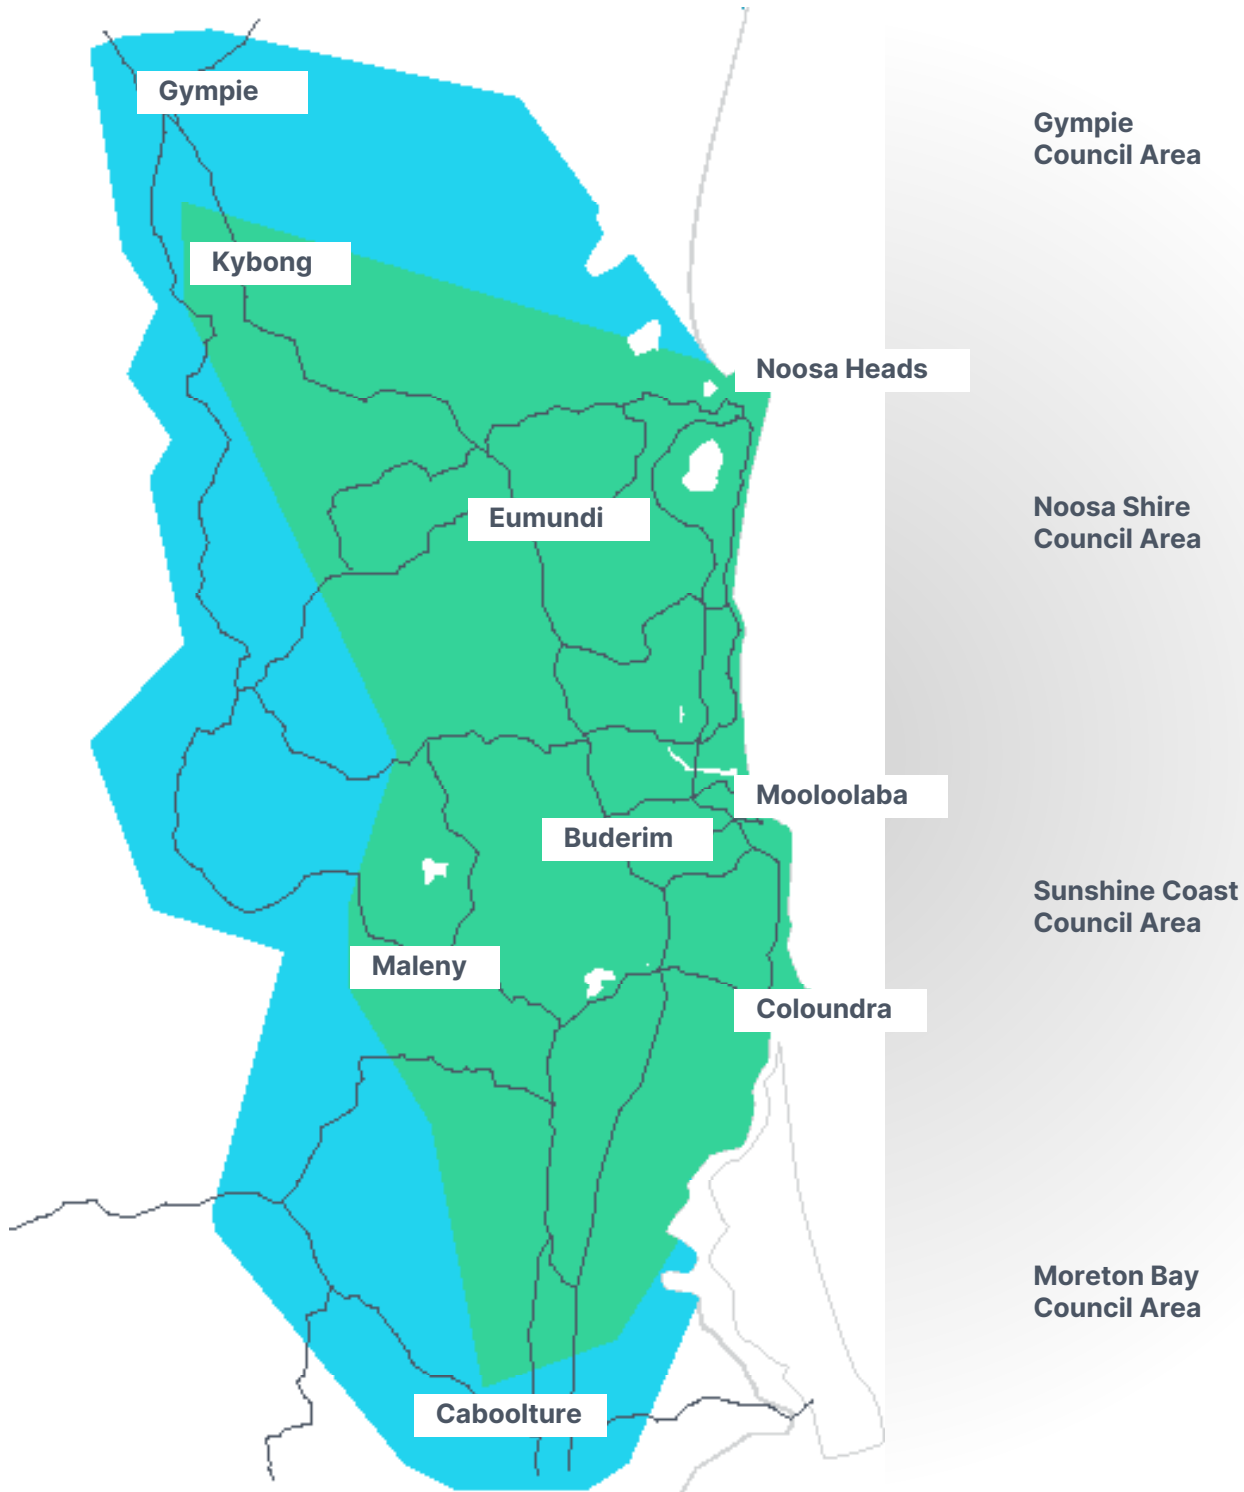 Gympie
Kybong
Noosa Heads
Eumundi
Mooloolaba
Buderim
Maleny
Coloundra
Caboolture
Gympie
Council Area
Noosa Shire
Council Area
Sunshine Coast
Council Area
Moreton Bay
Council Area